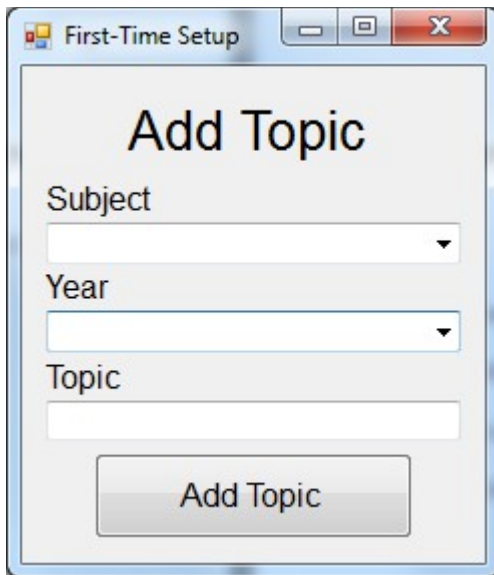 First-Time Setup
Add Topic
Subject
Year
Topic
Add Topic